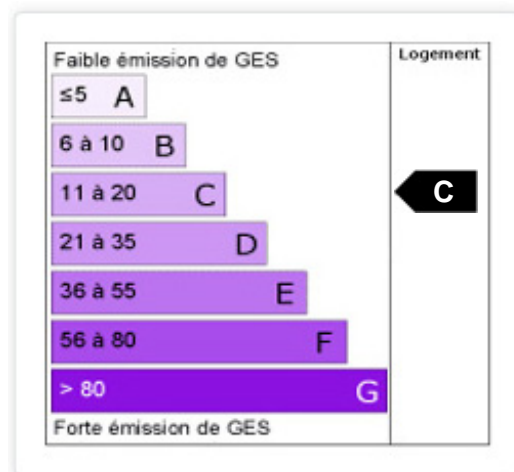 Faible émission de GES
Logement
≤5 A
6 à 10 B
11 à 20 C
C
21 à 35 D
36 à 55 E
56 à 80 F
> 80 G
Forte émission de GES